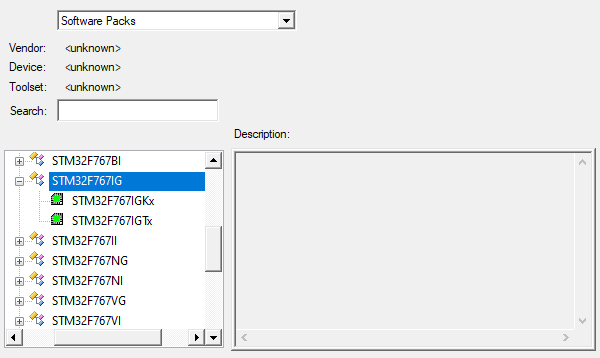 Software Packs
Vendor: <unknown>
Device: <unknown>
Toolset: <unknown>
Search:
Description:
STM32F767BI
STM32F767IG
STM32F767IGKx
STM32F767IGTx
STM32F767II
STM32F767NG
STM32F767NI
STM32F767VG
STM32F767VI